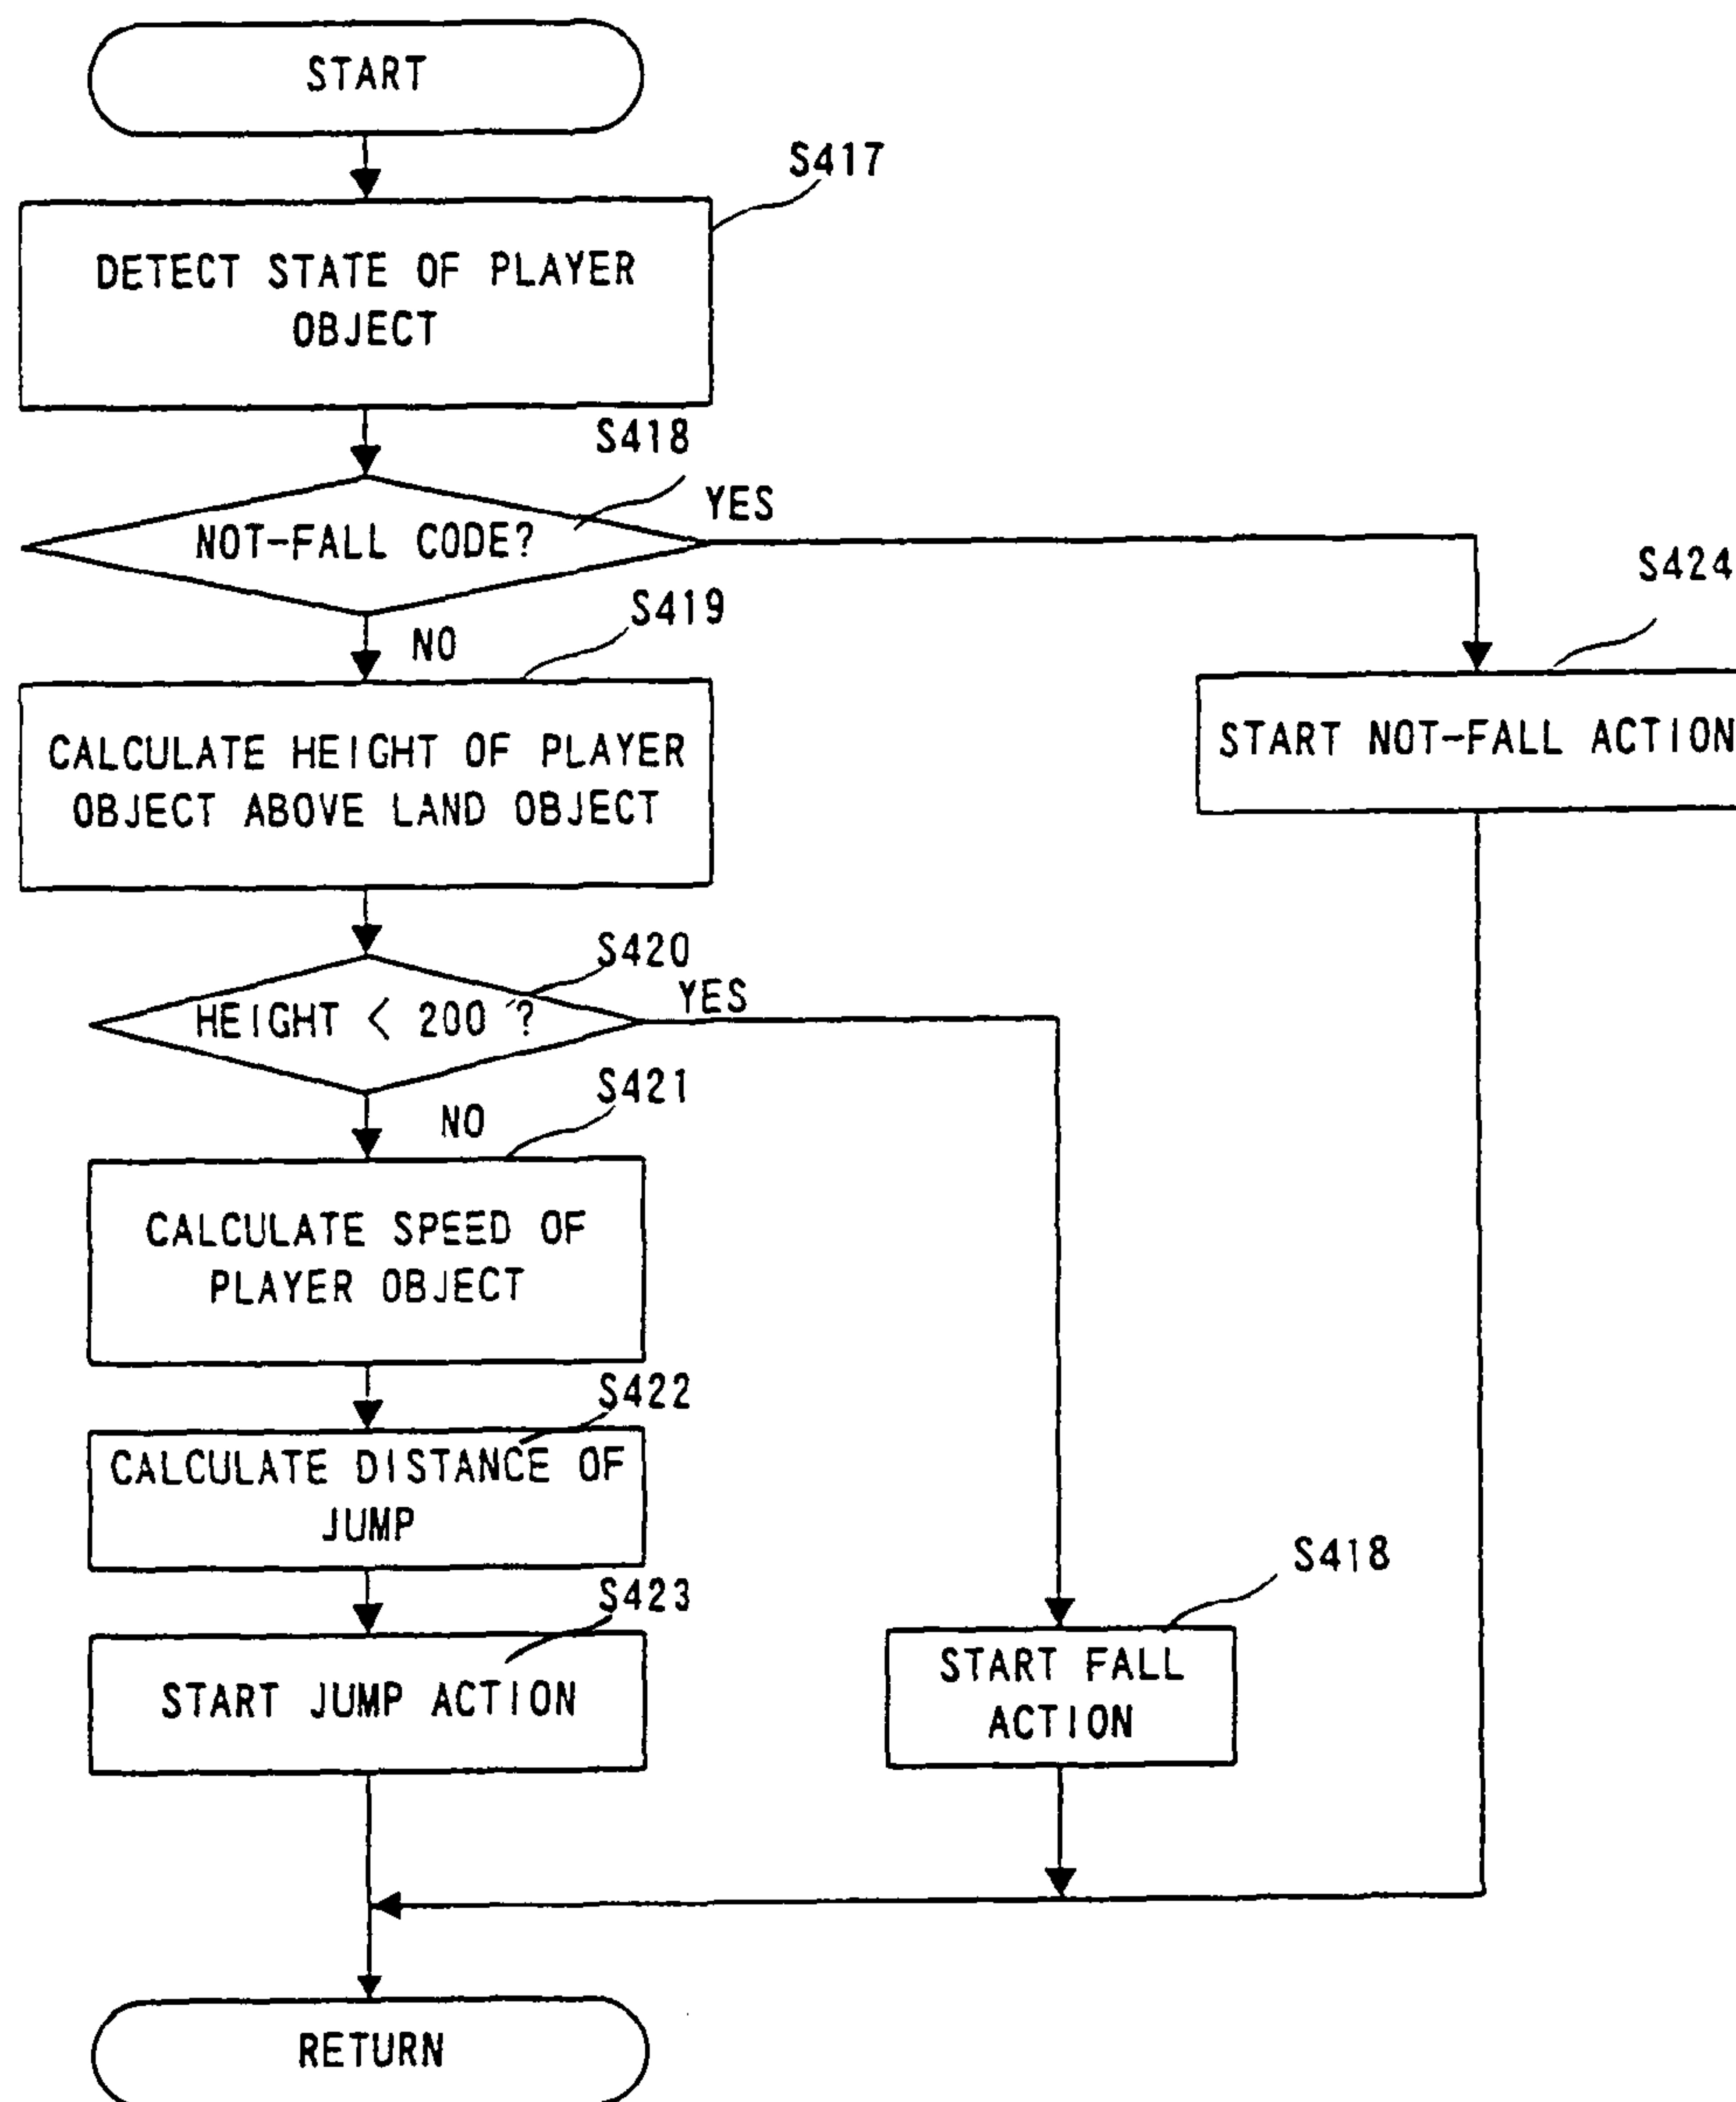 START
S417
DETECT STATE OF PLAYER
OBJECT
S418
YES
NOT-FALL CODE?
S424
S419
NO
START NOT-FALL ACTION
CALCULATE HEIGHT OF PLAYER
OBJECT ABOVE LAND OBJECT
S420
YES
HEIGHT < 200 ?
S421
NO
CALCULATE SPEED OF
PLAYER OBJECT
S422
CALCULATE DISTANCE OF
JUMP
S418
S423
START FALL
ACTION
START JUMP ACTION
RETURN